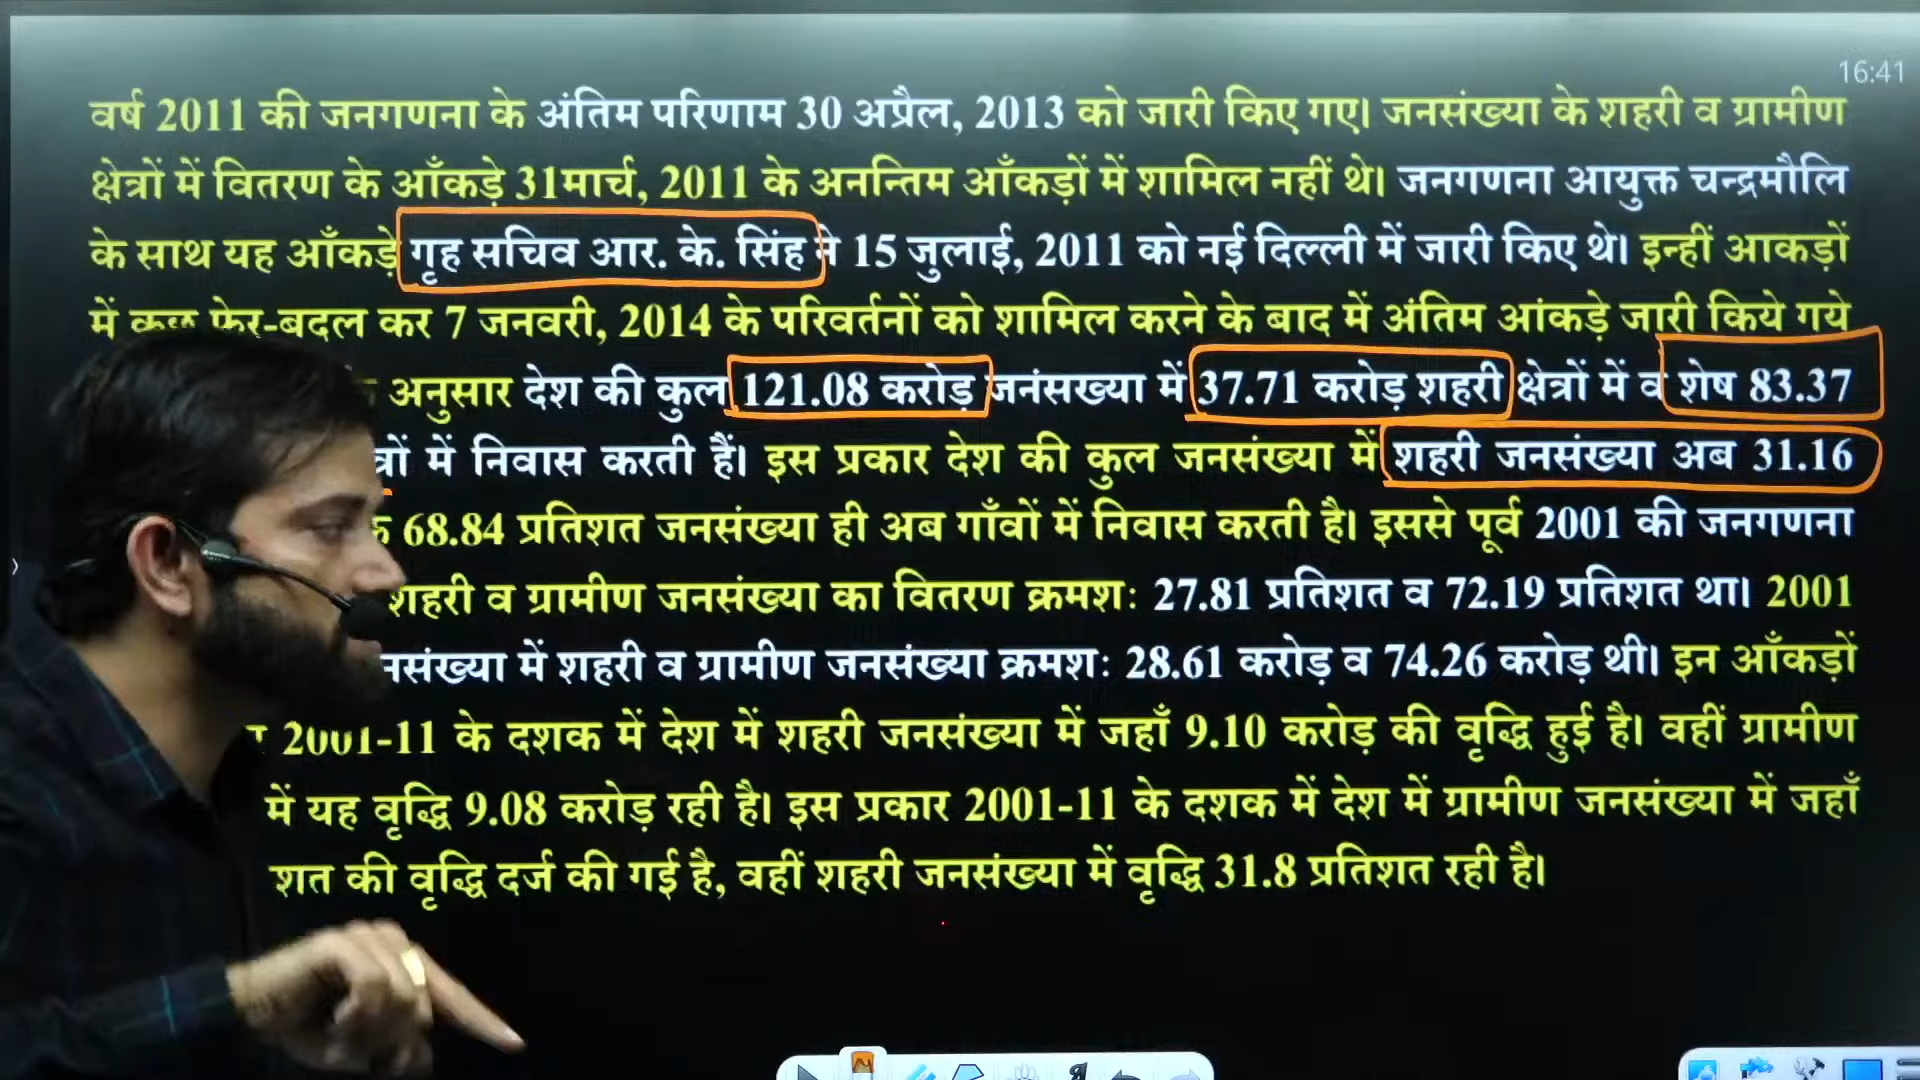 16:41
वर्ष 2011 की जनगणना के अंतिम परिणाम 30 अप्रैल, 2013 को जारी किए गए। जनसंख्या के शहरी व ग्रामीण
क्षेत्रों में वितरण के आँकड़े 31मार्च, 2011 के अनन्तिम आँकड़ों में शामिल नहीं थे। जनगणना आयुक्त चन्द्रमौलि
के साथ यह आँकड़े गृह सचिव आर. के. सिंह ने 15 जुलाई, 2011 को नई दिल्ली में जारी किए थे। इन्हीं आकड़ों
में कुछ फेर-बदल कर 7 जनवरी, 2014 के परिवर्तनों को शामिल करने के बाद में अंतिम आंकड़े जारी किये गये
अनुसार देश की कुल 121.08 करोड़ जनंसख्या में 37.71 करोड़ शहरी क्षेत्रों में व शेष 83.37
में निवास करती हैं। इस प्रकार देश की कुल जनसंख्या में शहरी जनसंख्या अब 31.16
68.84 प्रतिशत जनसंख्या ही अब गाँवों में निवास करती है। इससे पूर्व 2001 की जनगणना
शहरी व ग्रामीण जनसंख्या का वितरण क्रमशः 27.81 प्रतिशत व 72.19 प्रतिशत था। 2001
में शहरी व ग्रामीण जनसंख्या क्रमशः 28.61 करोड़ व 74.26 करोड़ थी। इन आँकड़ों
2001-11 के दशक में देश में शहरी जनसंख्या में जहाँ 9.10 करोड़ की वृद्धि हुई है। वहीं ग्रामीण
में यह वृद्धि 9.08 करोड़ रही है। इस प्रकार 2001-11 के दशक में देश में ग्रामीण जनसंख्या में जहाँ
की वृद्धि दर्ज की गई है, वहीं शहरी जनसंख्या में वृद्धि 31.8 प्रतिशत रही है।